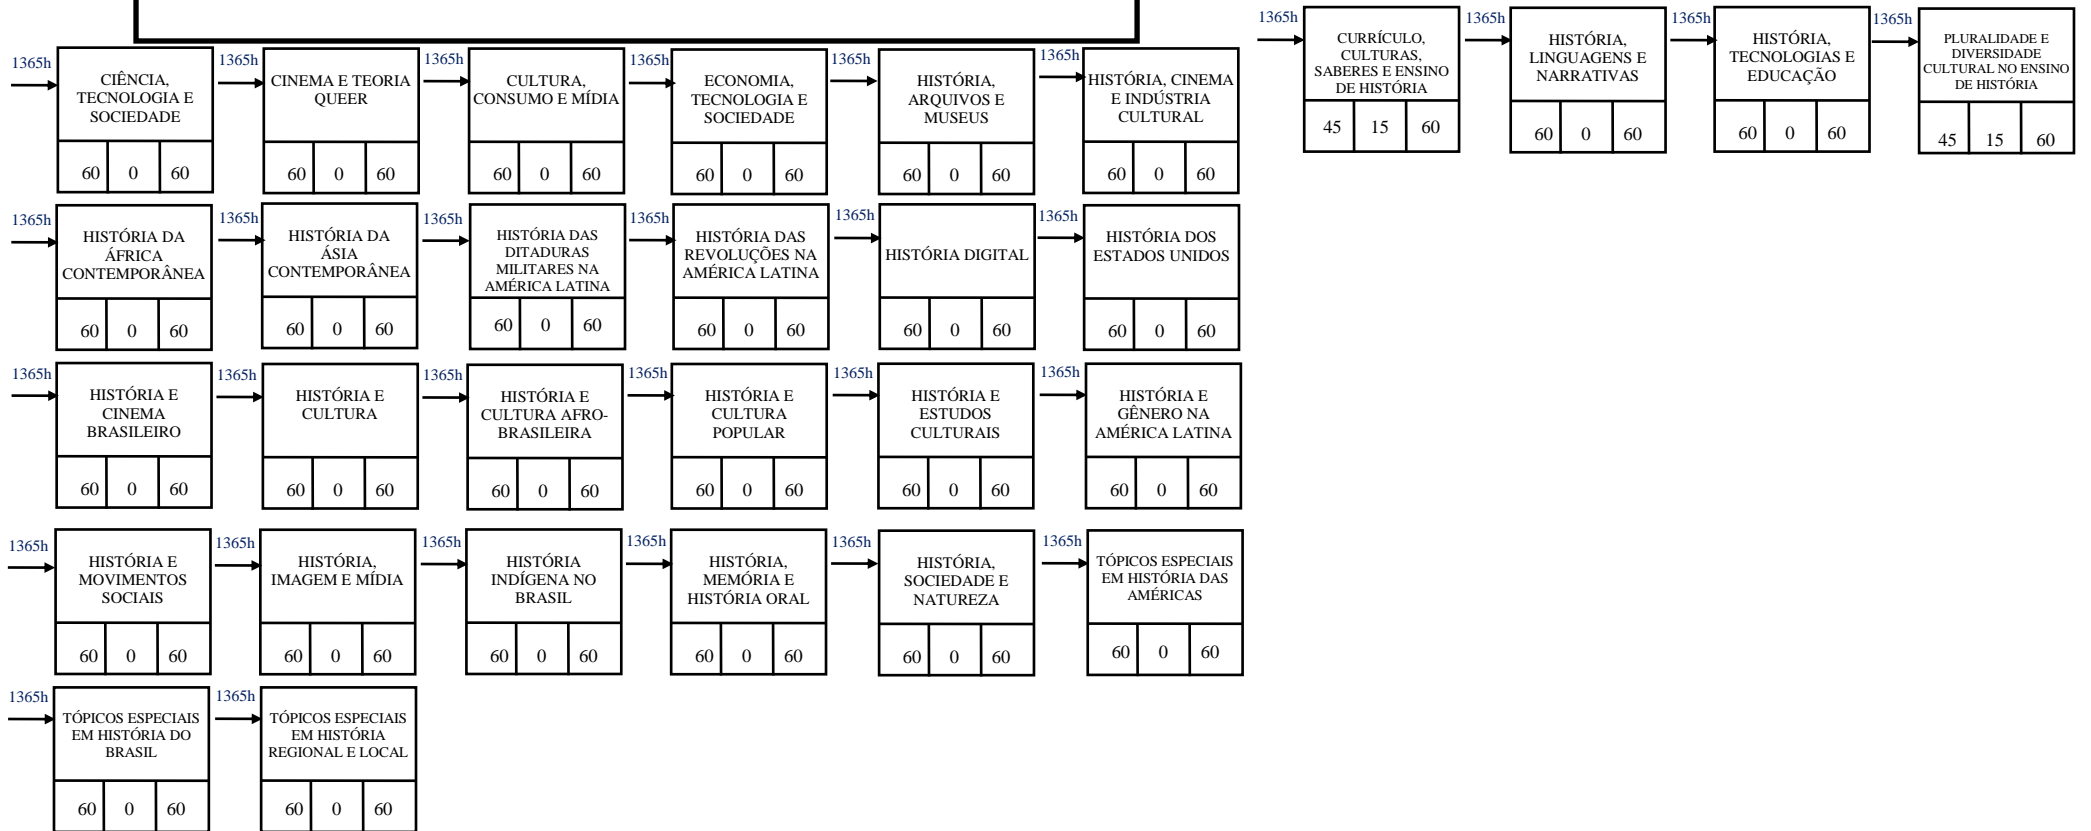 1365h
CIÊNCIA,
TECNOLOGIA E
SOCIEDADE
60 0 60
1365h
CINEMA E TEORIA
QUEER
60 0 60
1365h
CULTURA,
CONSUMO E MÍDIA
60 0 60
1365h
ECONOMIA,
TECNOLOGIA E
SOCIEDADE
60 0 60
1365h
HISTÓRIA,
ARQUIVOS E
MUSEUS
60 0 60
1365h
HISTÓRIA, CINEMA
E INDÚSTRIA
CULTURAL
60 0 60
1365h
CURRÍCULO,
CULTURAS,
SABERES E ENSINO
DE HISTÓRIA
45 15 60
1365h
HISTÓRIA,
LINGUAGENS E
NARRATIVAS
60 0 60
1365h
HISTÓRIA,
TECNOLOGIAS E
EDUCAÇÃO
60 0 60
1365h
PLURALIDADE E
DIVERSIDADE
CULTURAL NO ENSINO
DE HISTÓRIA
45 15 60
1365h
HISTÓRIA DA
ÁFRICA
CONTEMPORÂNEA
60 0 60
1365h
HISTÓRIA DA
ÁSIA
CONTEMPORÂNEA
60 0 60
1365h
HISTÓRIA DAS
DITADURAS
MILITARES NA
AMÉRICA LATINA
60 0 60
1365h
HISTÓRIA DAS
REVOLUÇÕES NA
AMÉRICA LATINA
60 0 60
1365h
HISTÓRIA DIGITAL
60 0 60
1365h
HISTÓRIA DOS
ESTADOS UNIDOS
60 0 60
1365h
HISTÓRIA E
CINEMA
BRASILEIRO
60 0 60
1365h
HISTÓRIA E
CULTURA
60 0 60
1365h
HISTÓRIA E
CULTURA AFRO-
BRASILEIRA
60 0 60
1365h
HISTÓRIA E
CULTURA
POPULAR
60 0 60
1365h
HISTÓRIA E
ESTUDOS
CULTURAIS
60 0 60
1365h
HISTÓRIA E
GÊNERO NA
AMÉRICA LATINA
60 0 60
1365h
HISTÓRIA E
MOVIMENTOS
SOCIAIS
60 0 60
1365h
HISTÓRIA,
IMAGEM E MÍDIA
60 0 60
1365h
HISTÓRIA
INDÍGENA NO
BRASIL
60 0 60
1365h
HISTÓRIA,
MEMÓRIA E
HISTÓRIA ORAL
60 0 60
1365h
HISTÓRIA,
SOCIEDADE E
NATUREZA
60 0 60
1365h
TÓPICOS ESPECIAIS
EM HISTÓRIA DAS
AMÉRICAS
60 0 60
1365h
TÓPICOS ESPECIAIS
EM HISTÓRIA DO
BRASIL
60 0 60
1365h
TÓPICOS ESPECIAIS
EM HISTÓRIA
REGIONAL E LOCAL
60 0 60